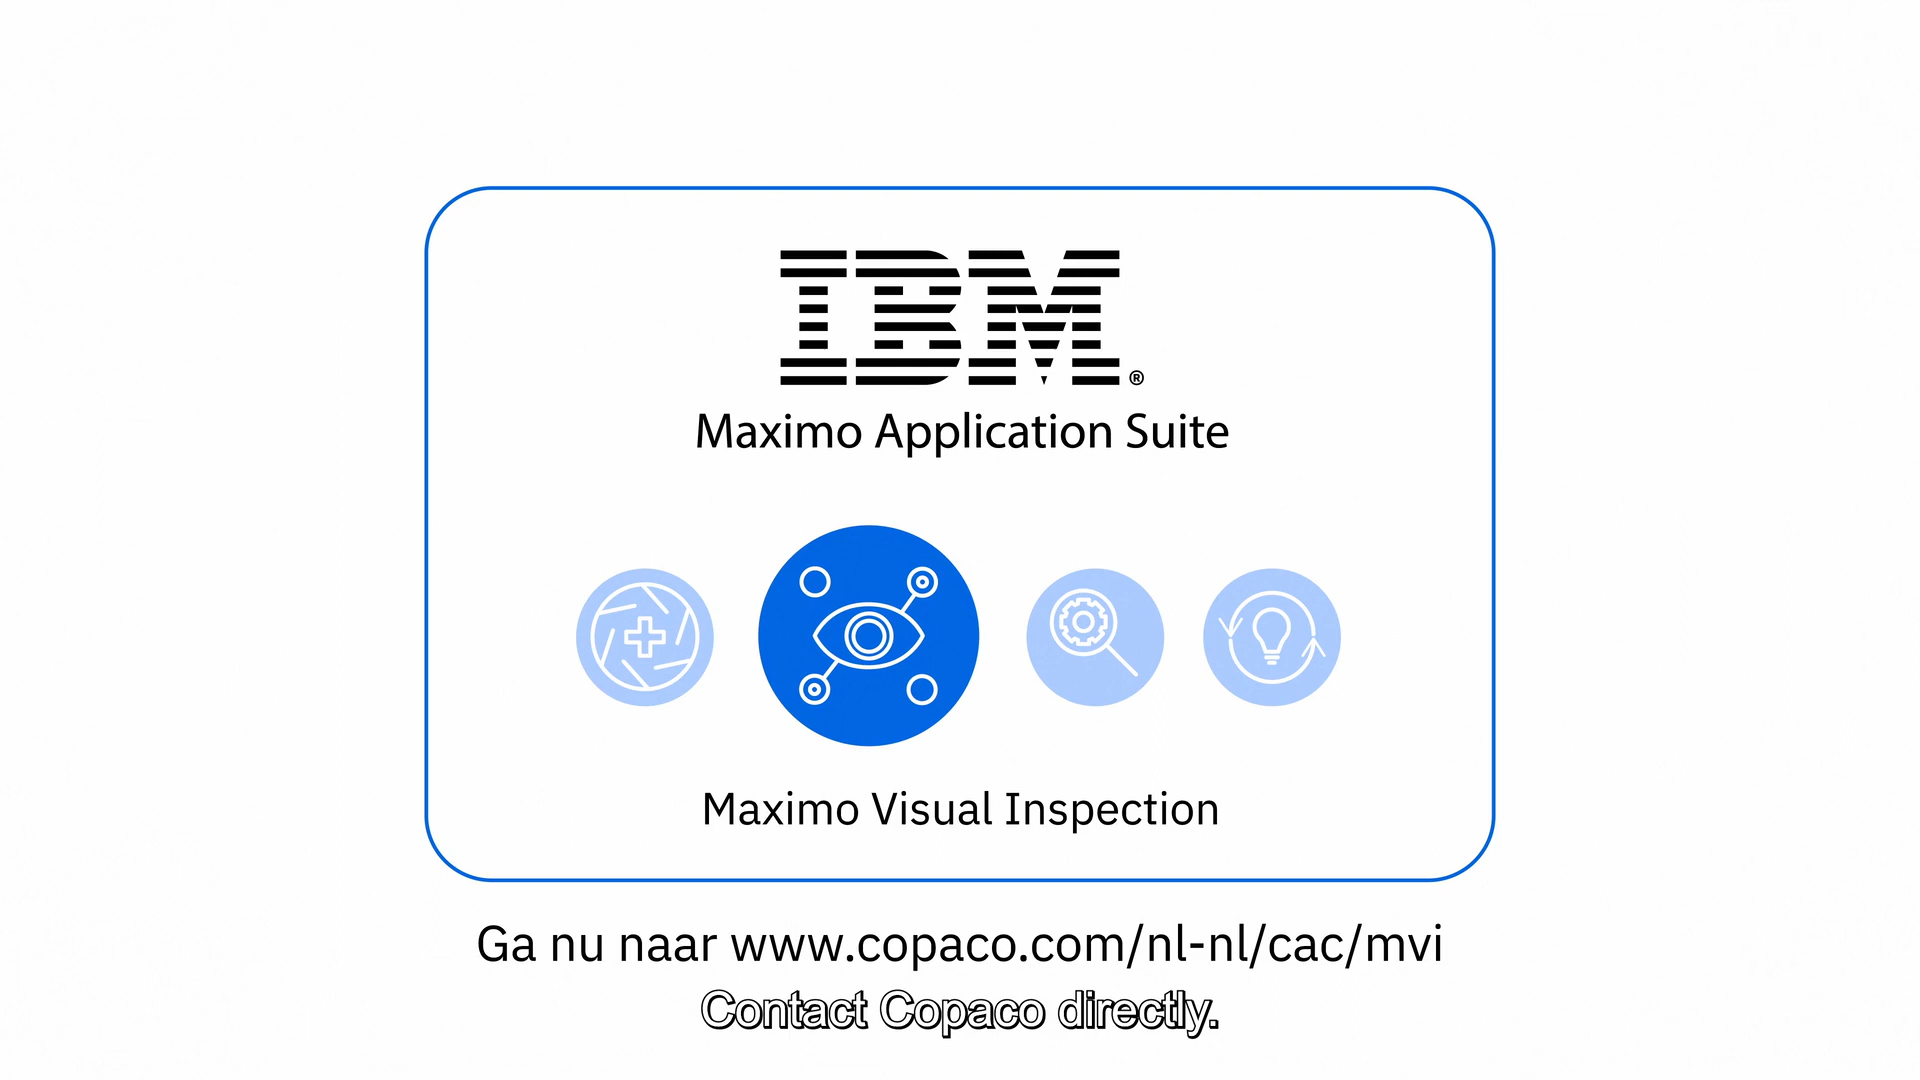 IBM®
Maximo Application Suite
Maximo Visual Inspection
Ga nu naar www.copaco.com/nl-nl/cac/mvi
Contact Copaco directly.